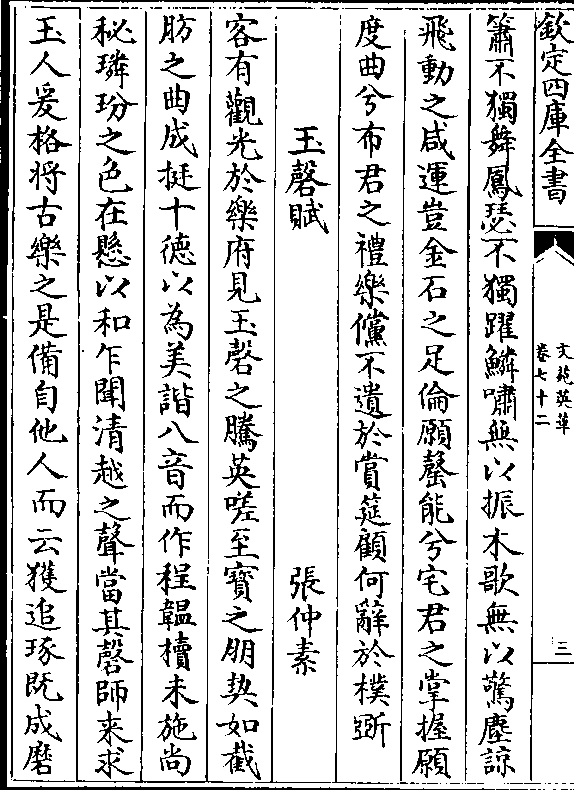 欽定四庫全書
文苑英華
卷七十二
三
簫不獨舞鳳瑟不獨躍鱗嘯無以振木歌無以驚塵諒
飛動之咸運豈金石之足倫願罄能兮宅君之掌握願
度曲兮布君之禮樂儻不遺於賞筵顧何辭於樸斵
玉磬賦
張仲素
客有觀光於樂府見玉磬之騰英嗟至寶之朋契如截
肪之曲成挺十德以為美諧八音而作程韞櫝未施尚
秘璘玢之色在懸以和乍聞清越之聲當其磬師来求
玉人爰格將古樂之是備自他人而云獲追琢既成磨